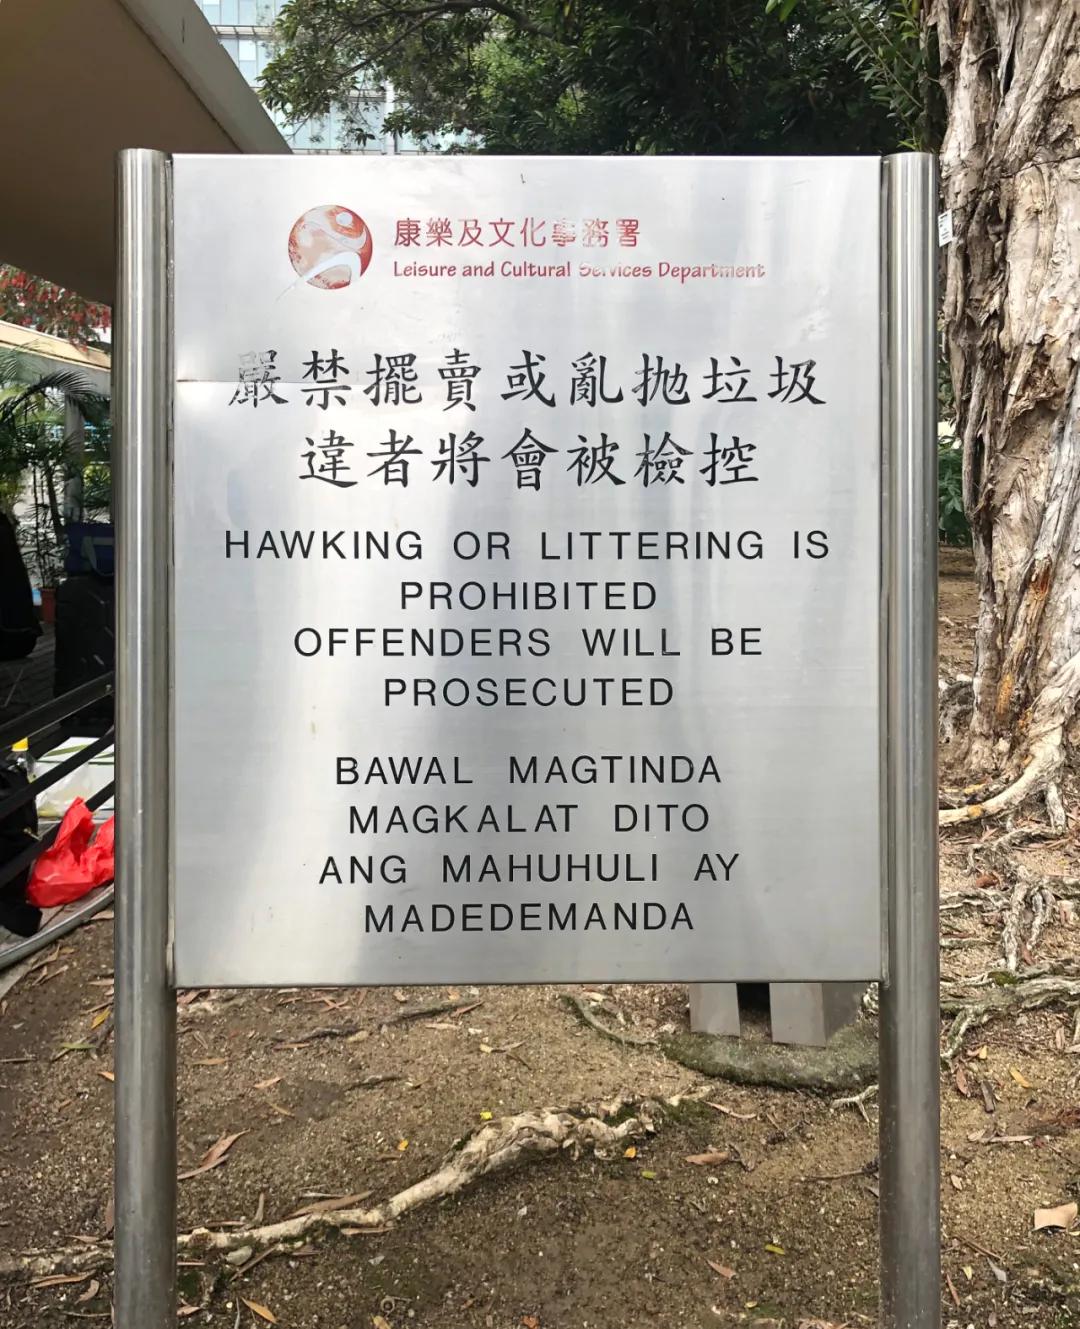 康樂及文化事務署
Leisure and Cultural Services Department
嚴禁擺賣或亂拋垃圾
違者將會被檢控
HAWKING OR LITTERING IS
PROHIBITED
OFFENDERS WILL BE
PROSECUTED
BAWAL MAGTINDA
MAGKALAT DITO
ANG MAHUHULI AY
MADEDEMANDA